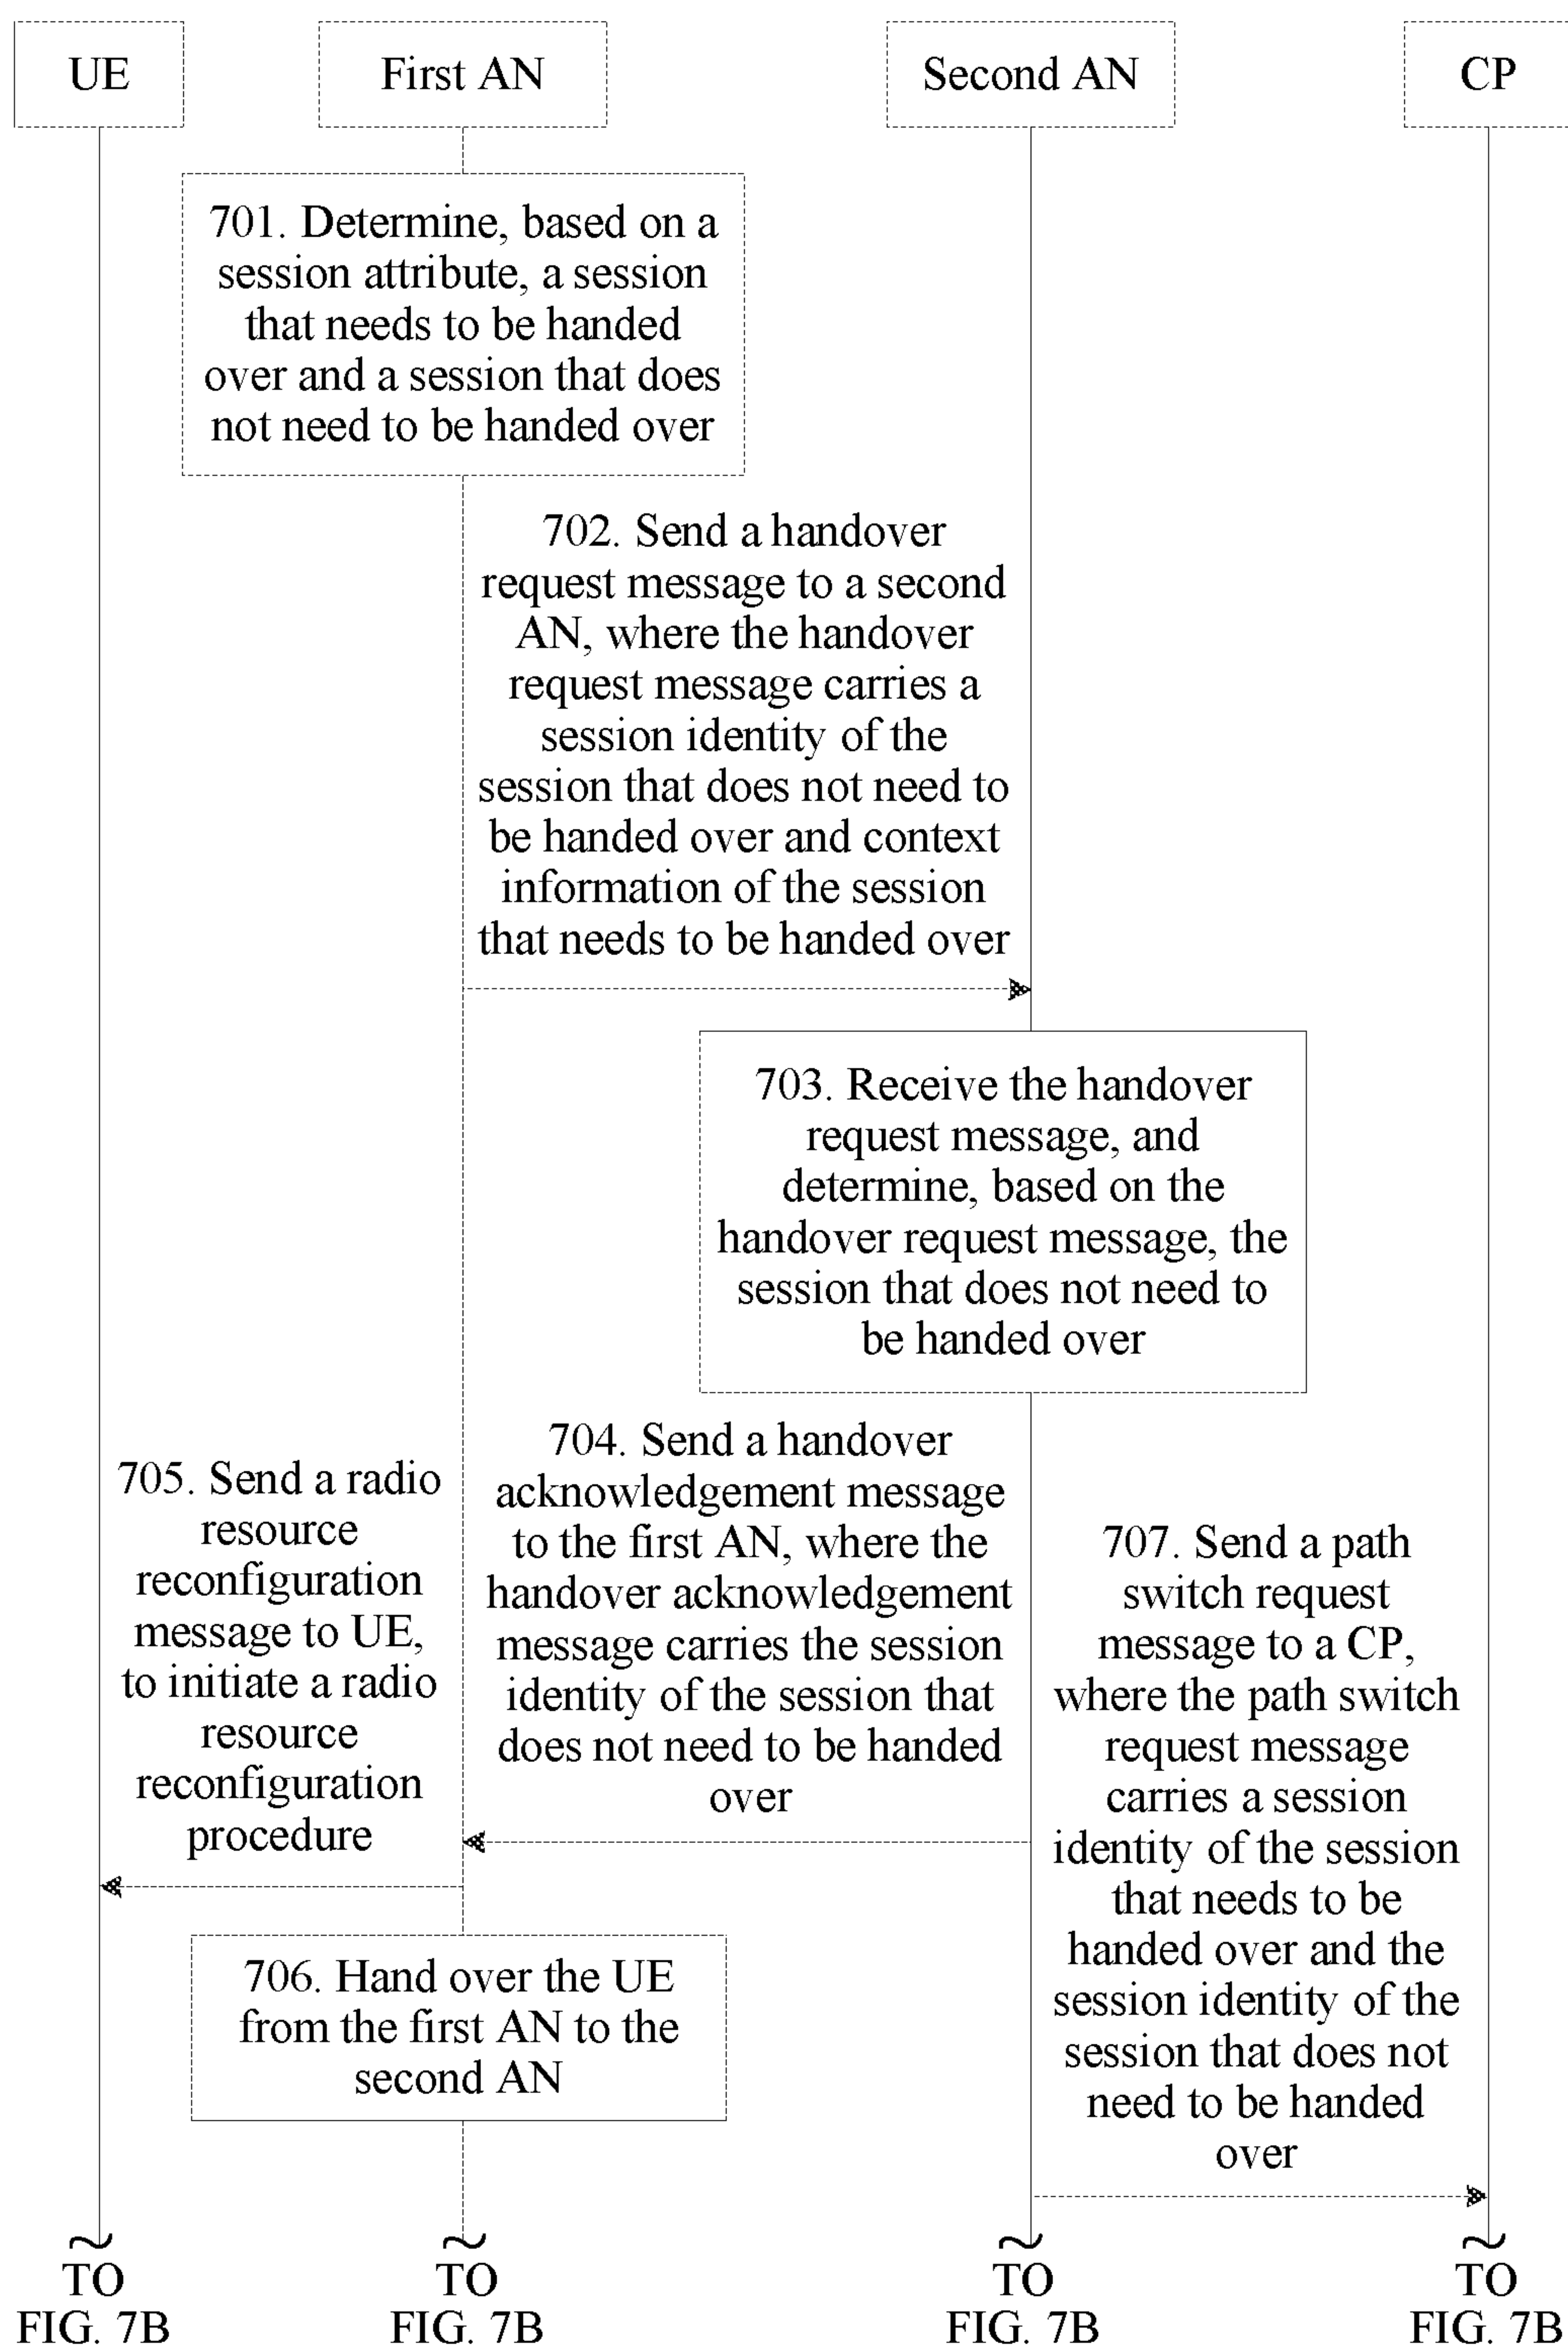 UE
First AN
Second AN
CP
701. Determine, based on a
session attribute, a session
that needs to be handed
over and a session that does
not need to be handed over
702. Send a handover
request message to a second
AN, where the handover
request message carries a
session identity of the
session that does not need to
be handed over and context
information of the session
that needs to be handed over
703. Receive the handover
request message, and
determine, based on the
handover request message, the
session that does not need to
be handed over
704. Send a handover
acknowledgement message
to the first AN, where the
handover acknowledgement
message carries the session
identity of the session that
does not need to be handed
over
705. Send a radio
resource
reconfiguration
message to UE,
to initiate a radio
resource
reconfiguration
procedure
706. Hand over the UE
from the first AN to the
second AN
707. Send a path
switch request
message to a CP,
where the path switch
request message
carries a session
identity of the session
that needs to be
handed over and the
session identity of the
session that does not
need to be handed
over
TO
FIG. 7B
TO
FIG. 7B
TO
FIG. 7B
TO
FIG. 7B